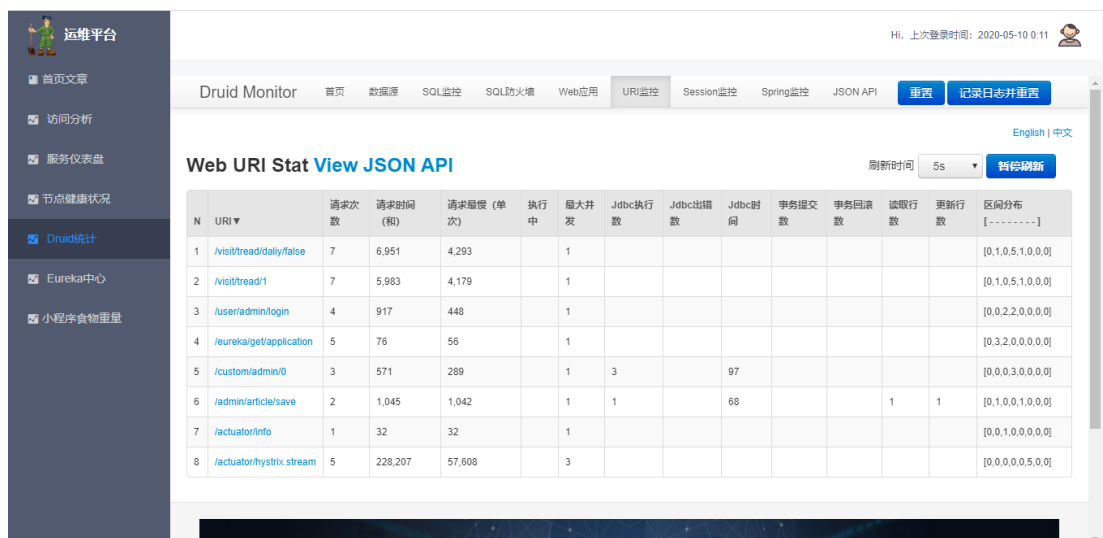 运维平台
Hi, 上次登录时间：2020-05-10 0:11
首页文章
访问分析
服务仪表盘
节点健康状况
Druid统计
Eureka中心
小程序食物重量
Druid Monitor 首页 数据源 SQL监控 SQL防火墙 Web应用 URI监控 Session监控 Spring监控 JSON API 重置 记录日志并重置
English | 中文
Web URI Stat View JSON API 刷新时间 5s 暂停刷新
N URI▼ 请求次数 请求时间（和） 请求最慢（单次） 执行中 最大并发 Jdbc执行数 Jdbc出错数 Jdbc时间 事务提交数 事务回滚数 读取行数 更新行数 区间分布 [--------]
1 /visit/tread/daliy/false 7 6,951 4,293 1 [0,1,0,5,1,0,0,0]
2 /visit/tread/1 7 5,983 4,179 1 [0,1,0,5,1,0,0,0]
3 /user/admin/login 4 917 448 1 [0,0,2,2,0,0,0,0]
4 /eureka/get/application 5 76 56 1 [0,3,2,0,0,0,0,0]
5 /custom/admin/0 3 571 289 1 3 97 [0,0,0,3,0,0,0,0]
6 /admin/article/save 2 1,045 1,042 1 1 68 1 1 [0,1,0,0,1,0,0,0]
7 /actuator/info 1 32 32 1 [0,0,1,0,0,0,0,0]
8 /actuator/hystrix.stream 5 228,207 57,608 3 [0,0,0,0,0,5,0,0]